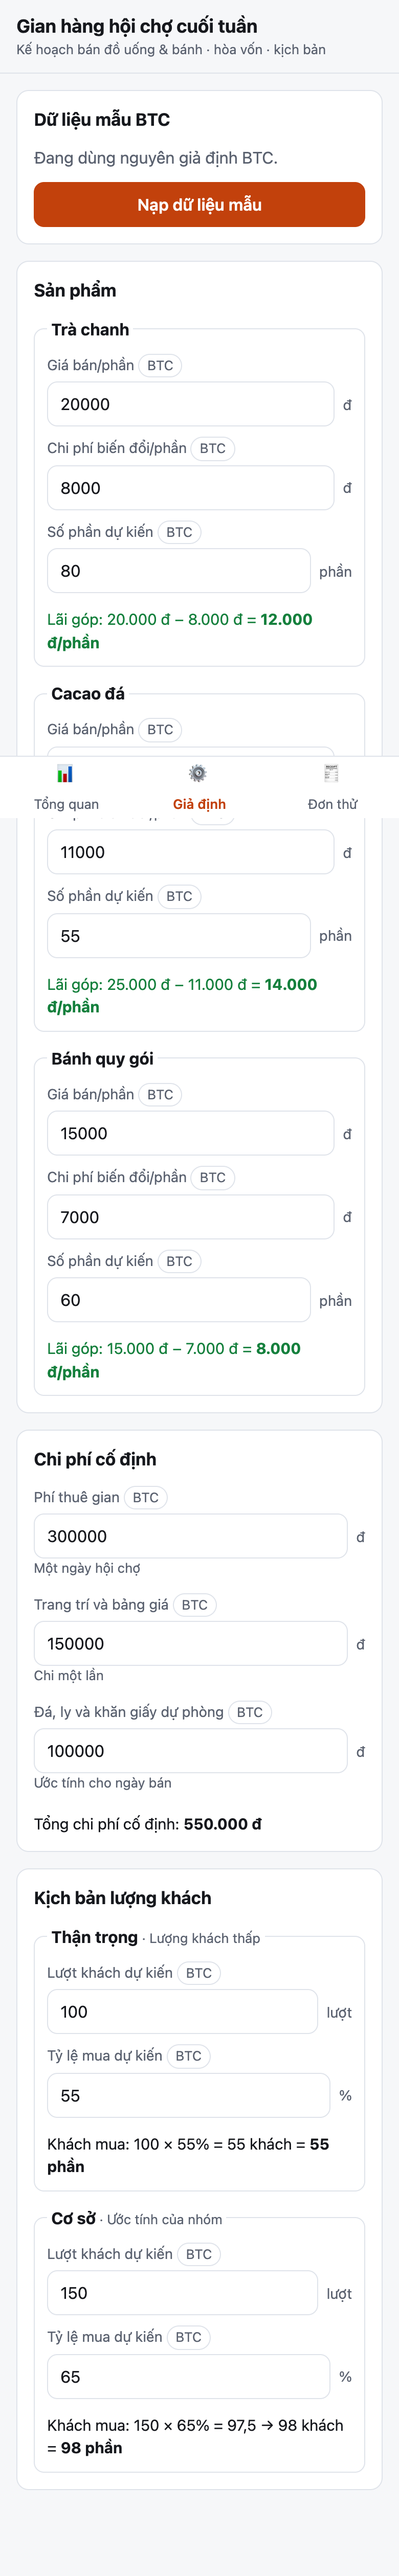 Gian hàng hội chợ cuối tuần
Kế hoạch bán đồ uống & bánh · hòa vốn · kịch bản
Dữ liệu mẫu BTC
Đang dùng nguyên giả định BTC.
Nạp dữ liệu mẫu
Sản phẩm
Trà chanh
Giá bán/phần BTC
20000 đ
Chi phí biến đổi/phần BTC
8000 đ
Số phần dự kiến BTC
80 phần
Lãi góp: 20.000 đ − 8.000 đ = 12.000
đ/phần
Cacao đá
Giá bán/phần BTC
Tổng quan Giả định Đơn thử
11000 đ
Số phần dự kiến BTC
55 phần
Lãi góp: 25.000 đ − 11.000 đ = 14.000
đ/phần
Bánh quy gói
Giá bán/phần BTC
15000 đ
Chi phí biến đổi/phần BTC
7000 đ
Số phần dự kiến BTC
60 phần
Lãi góp: 15.000 đ − 7.000 đ = 8.000
đ/phần
Chi phí cố định
Phí thuê gian BTC
300000 đ
Một ngày hội chợ
Trang trí và bảng giá BTC
150000 đ
Chi một lần
Đá, ly và khăn giấy dự phòng BTC
100000 đ
Ước tính cho ngày bán
Tổng chi phí cố định: 550.000 đ
Kịch bản lượng khách
Thận trọng · Lượng khách thấp
Lượt khách dự kiến BTC
100 lượt
Tỷ lệ mua dự kiến BTC
55 %
Khách mua: 100 × 55% = 55 khách = 55
phần
Cơ sở · Ước tính của nhóm
Lượt khách dự kiến BTC
150 lượt
Tỷ lệ mua dự kiến BTC
65 %
Khách mua: 150 × 65% = 97,5 → 98 khách
= 98 phần